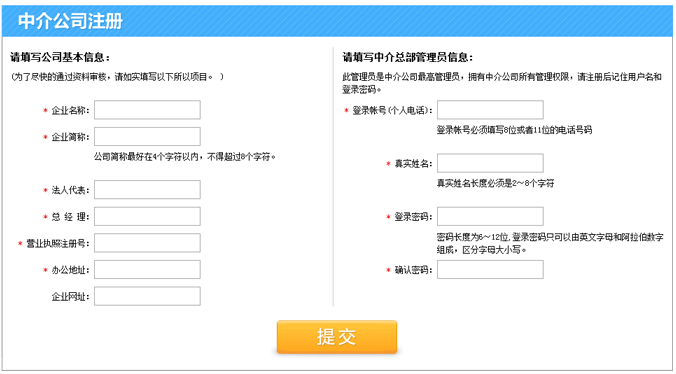 中介公司注册
请填写公司基本信息：
(为了尽快的通过资料审核，请如实填写以下所以项目。 )
* 企业名称：
* 企业简称：
公司简称最好在4个字符以内，不得超过8个字符。
* 法人代表：
* 总 经 理：
* 营业执照注册号：
* 办公地址：
企业网址：
请填写中介总部管理员信息：
此管理员是中介公司最高管理员，拥有中介公司所有管理权限，请注册后记住用户名和
登录密码。
* 登录帐号(个人电话)：
登录帐号必须填写8位或者11位的电话号码
* 真实姓名：
真实姓名长度必须是2～8个字符
* 登录密码：
密码长度为6～12位,登录密码只可以由英文字母和阿拉伯数字
组成，区分字母大小写。
* 确认密码：
提交